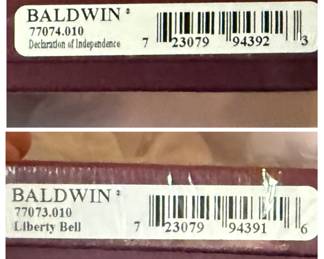 BALDWIN
77074.010
Declaration of Independence
7 23079 94392 3
BALDWIN
77073.010
Liberty Bell
7 23079 94391 6